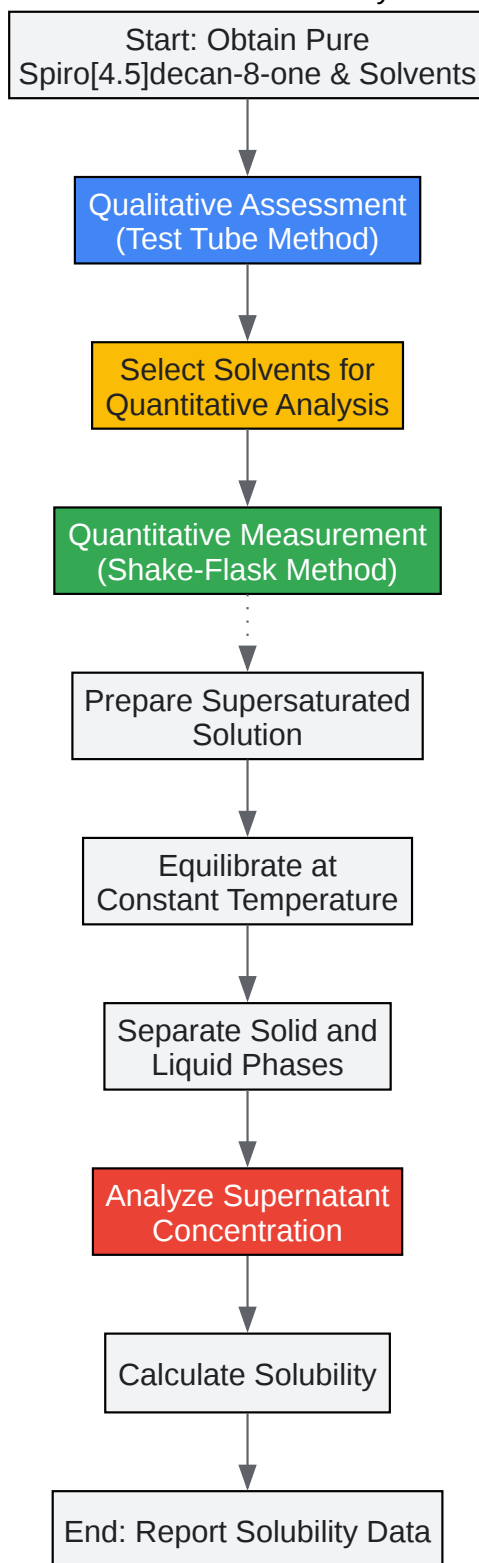 Start: Obtain Pure
Spiro[4.5]decan-8-one & Solvents
Qualitative Assessment
(Test Tube Method)
Select Solvents for
Quantitative Analysis
Quantitative Measurement
(Shake-Flask Method)
Prepare Supersaturated
Solution
Equilibrate at
Constant Temperature
Separate Solid and
Liquid Phases
Analyze Supernatant
Concentration
Calculate Solubility
End: Report Solubility Data